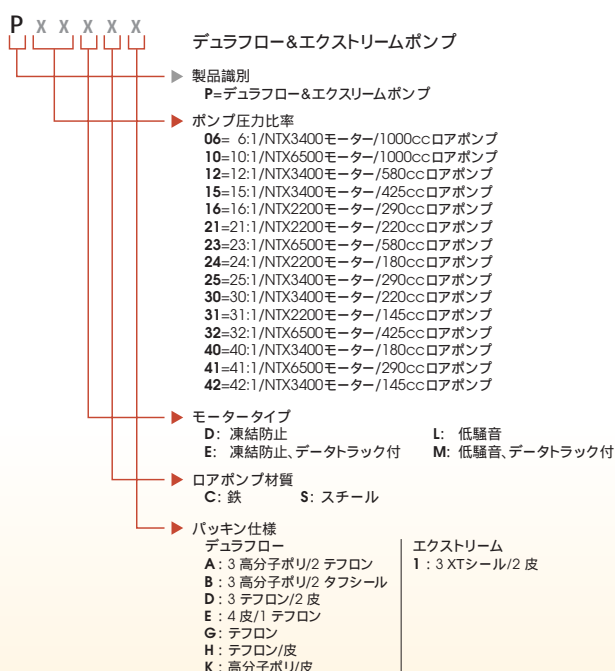 P X X X X X
デュラフロー&エクストリームポンプ
製品識別
P=デュラフロー&エクスリームポンプ
ポンプ圧力比率
06= 6:1/NTX3400モーター/1000ccロアポンプ
10=10:1/NTX6500モーター/1000ccロアポンプ
12=12:1/NTX3400モーター/580ccロアポンプ
15=15:1/NTX3400モーター/425ccロアポンプ
16=16:1/NTX2200モーター/290ccロアポンプ
21=21:1/NTX2200モーター/220ccロアポンプ
23=23:1/NTX6500モーター/580ccロアポンプ
24=24:1/NTX2200モーター/180ccロアポンプ
25=25:1/NTX3400モーター/290ccロアポンプ
30=30:1/NTX3400モーター/220ccロアポンプ
31=31:1/NTX2200モーター/145ccロアポンプ
32=32:1/NTX6500モーター/425ccロアポンプ
40=40:1/NTX3400モーター/180ccロアポンプ
41=41:1/NTX6500モーター/290ccロアポンプ
42=42:1/NTX3400モーター/145ccロアポンプ
モータータイプ
D: 凍結防止 L: 低騒音
E: 凍結防止、データトラック付 M: 低騒音、データトラック付
ロアポンプ材質
C: 鉄 S: スチール
パッキン仕様
デュラフロー
A : 3 高分子ポリ/2 テフロン
B : 3 高分子ポリ/2 タフシール
D : 3 テフロン/2 皮
E : 4 皮/1 テフロン
G : テフロン
H : テフロン/皮
K : 高分子ポリ/皮
エクストリーム
1 : 3 XTシール/2 皮